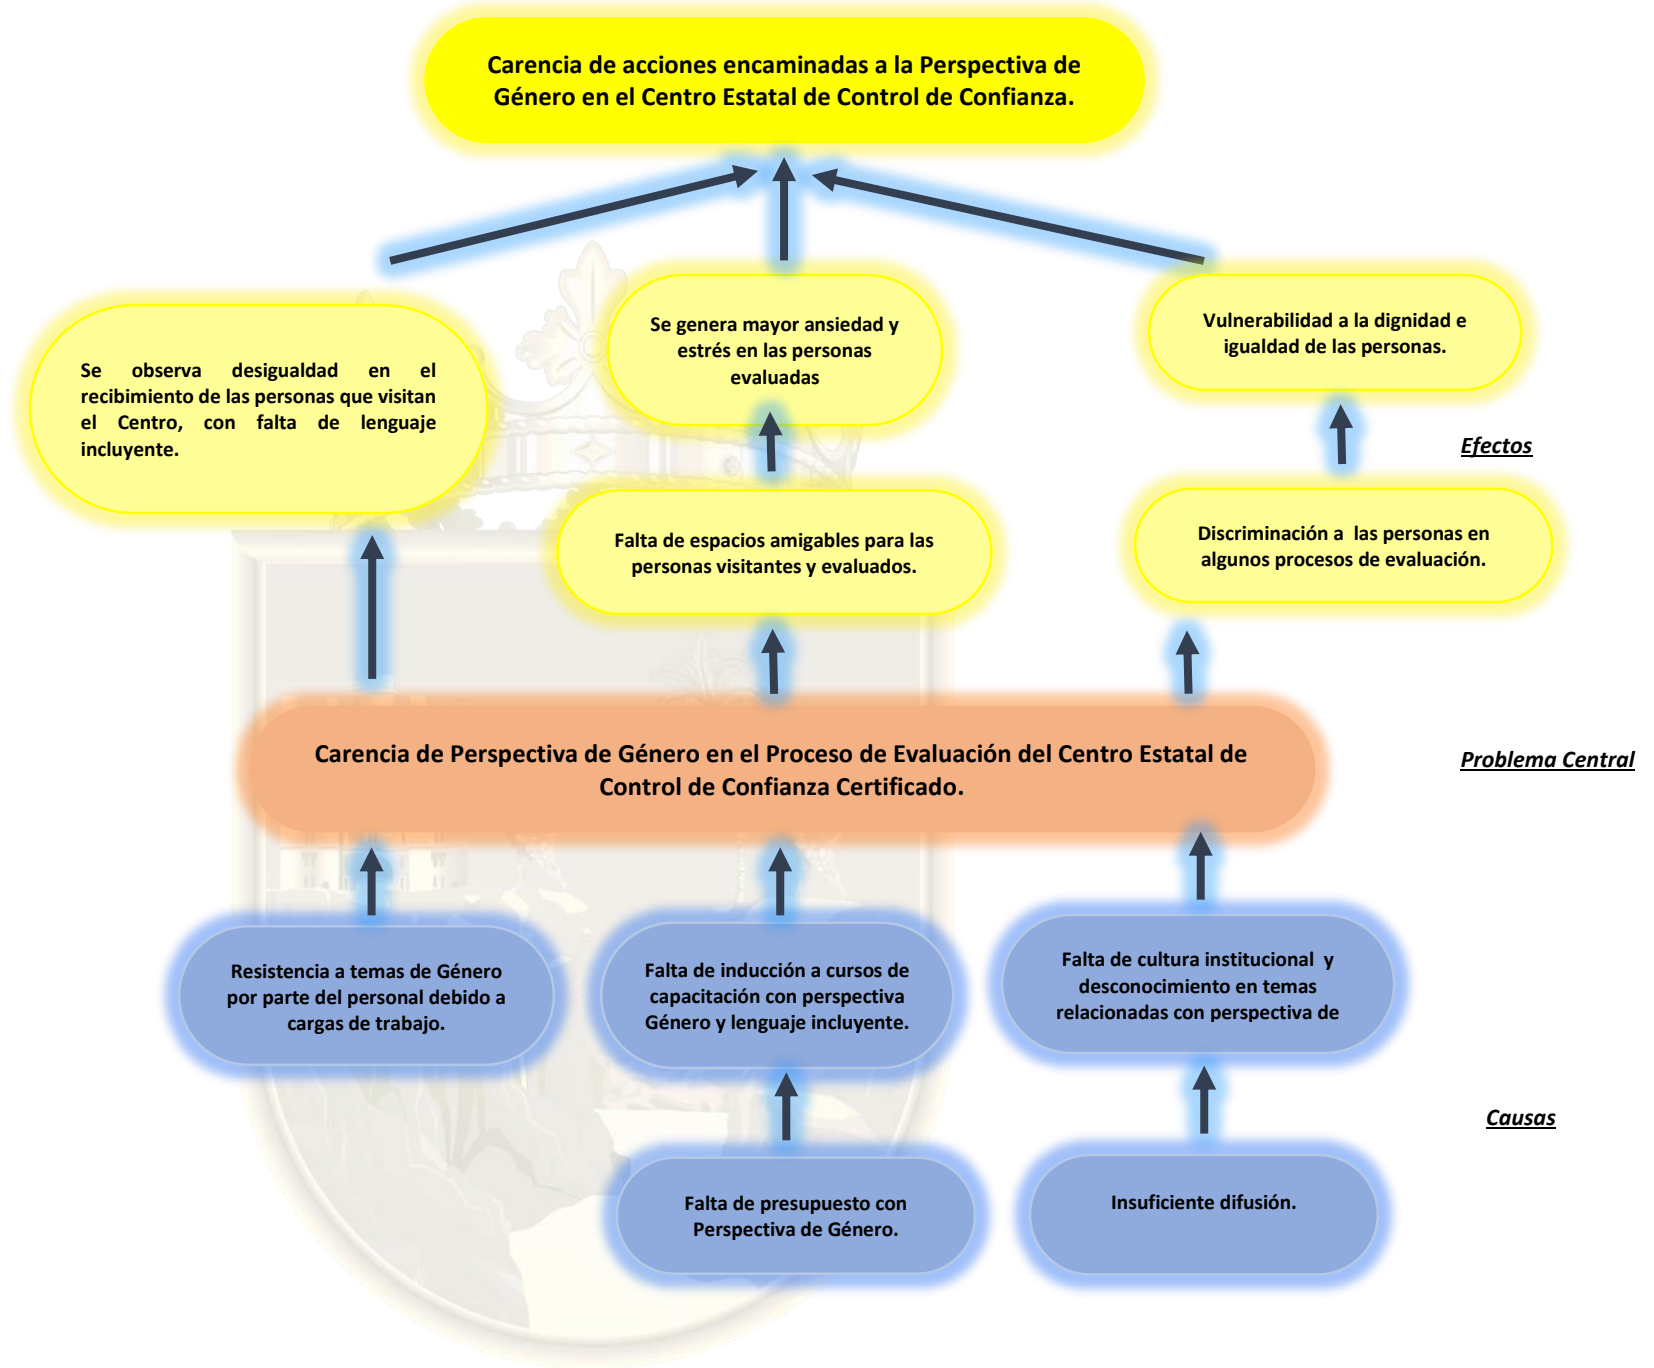 Carencia de acciones encaminadas a la Perspectiva de
Género en el Centro Estatal de Control de Confianza.
Se observa desigualdad en el
recibimiento de las personas que visitan
el Centro, con falta de lenguaje
incluyente.
Se genera mayor ansiedad y
estrés en las personas
evaluadas
Vulnerabilidad a la dignidad e
igualdad de las personas.
Efectos
Falta de espacios amigables para las
personas visitantes y evaluados.
Discriminación a  las personas en
algunos procesos de evaluación.
Carencia de Perspectiva de Género en el Proceso de Evaluación del Centro Estatal de
Control de Confianza Certificado.
Problema Central
Resistencia a temas de Género
por parte del personal debido a
cargas de trabajo.
Falta de inducción a cursos de
capacitación con perspectiva
Género y lenguaje incluyente.
Falta de cultura institucional  y
desconocimiento en temas
relacionadas con perspectiva de
Causas
Falta de presupuesto con
Perspectiva de Género.
Insuficiente difusión.